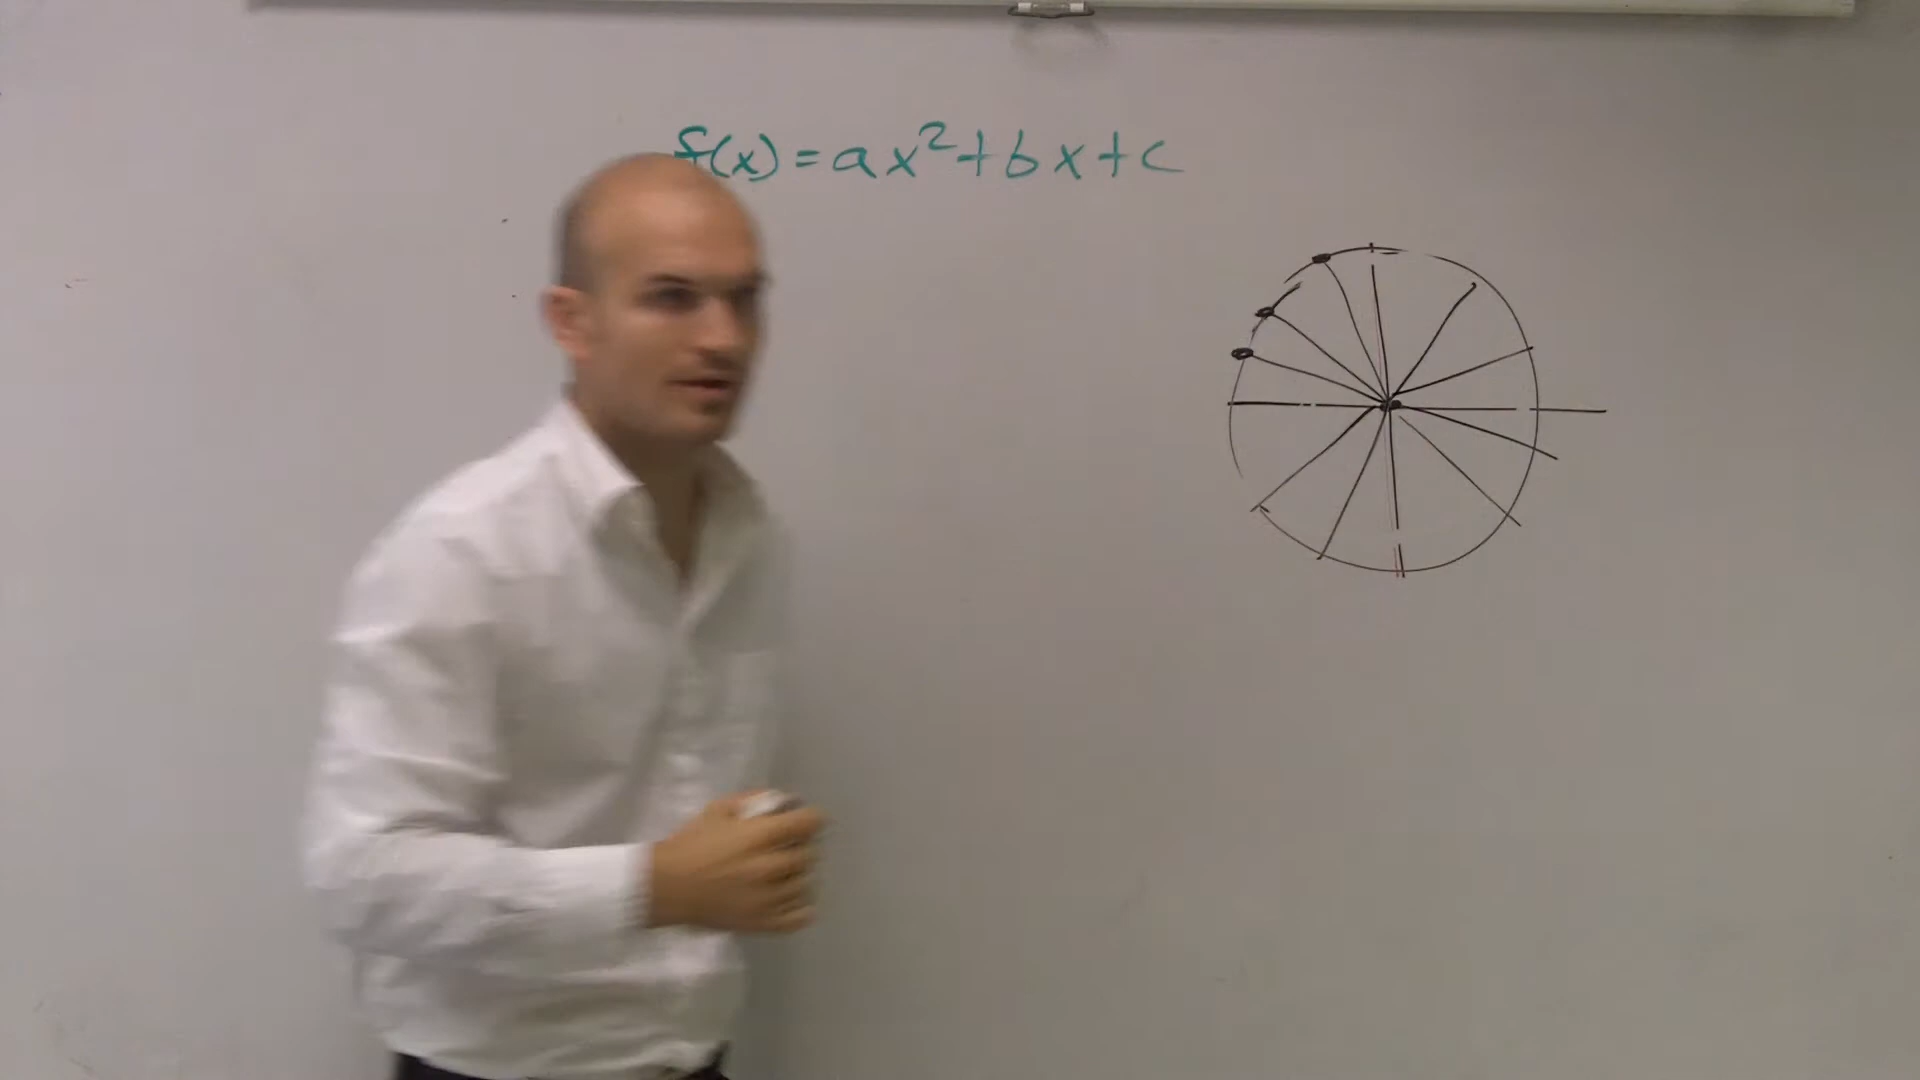 f(x) = ax²+bx+c